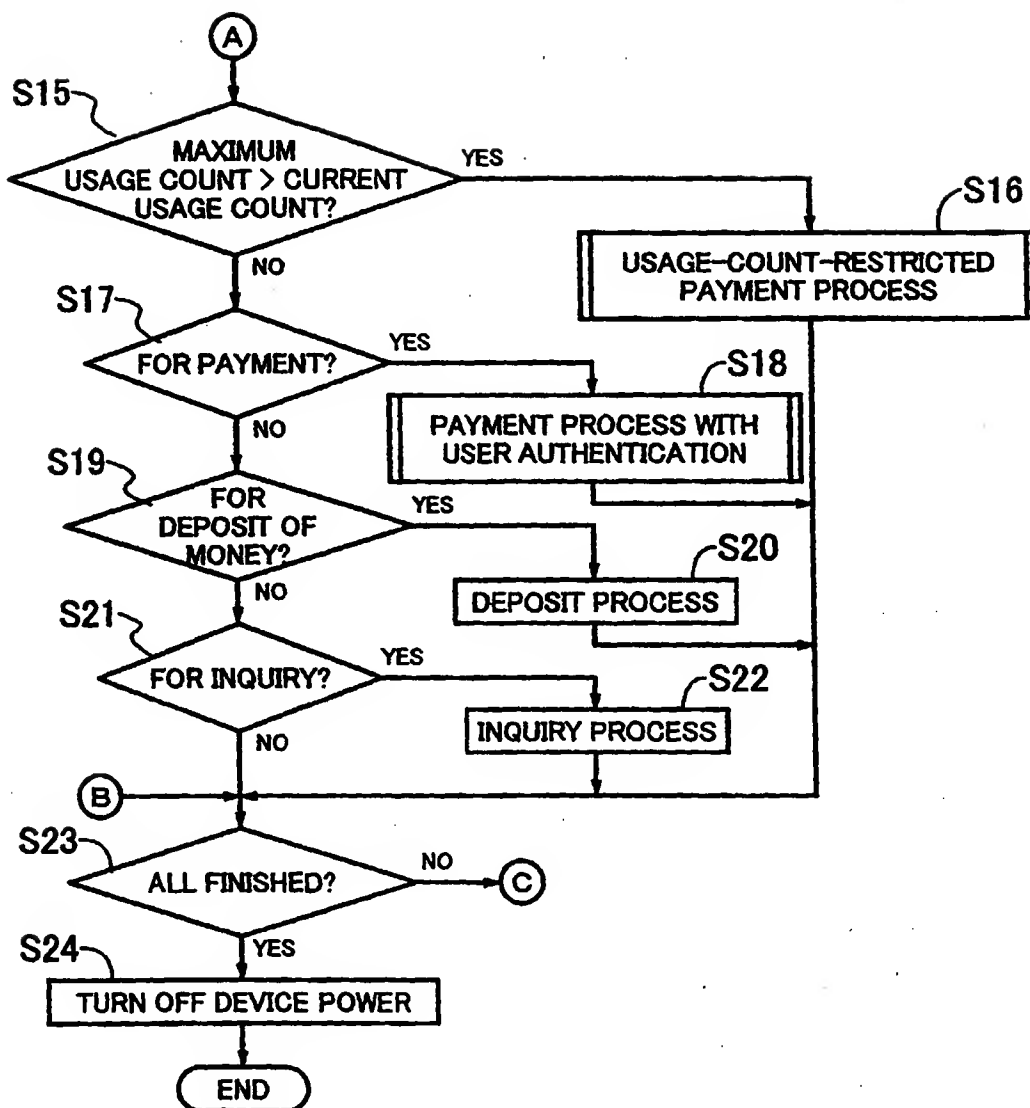 A
S15
MAXIMUM
USAGE COUNT > CURRENT
USAGE COUNT?
YES
NO
S16
USAGE-COUNT-RESTRICTED
PAYMENT PROCESS
S17
FOR PAYMENT?
YES
NO
S18
PAYMENT PROCESS WITH
USER AUTHENTICATION
S19
FOR
DEPOSIT OF
MONEY?
YES
NO
S20
DEPOSIT PROCESS
S21
FOR INQUIRY?
YES
NO
S22
INQUIRY PROCESS
B
S23
ALL FINISHED?
NO
C
YES
S24
TURN OFF DEVICE POWER
END